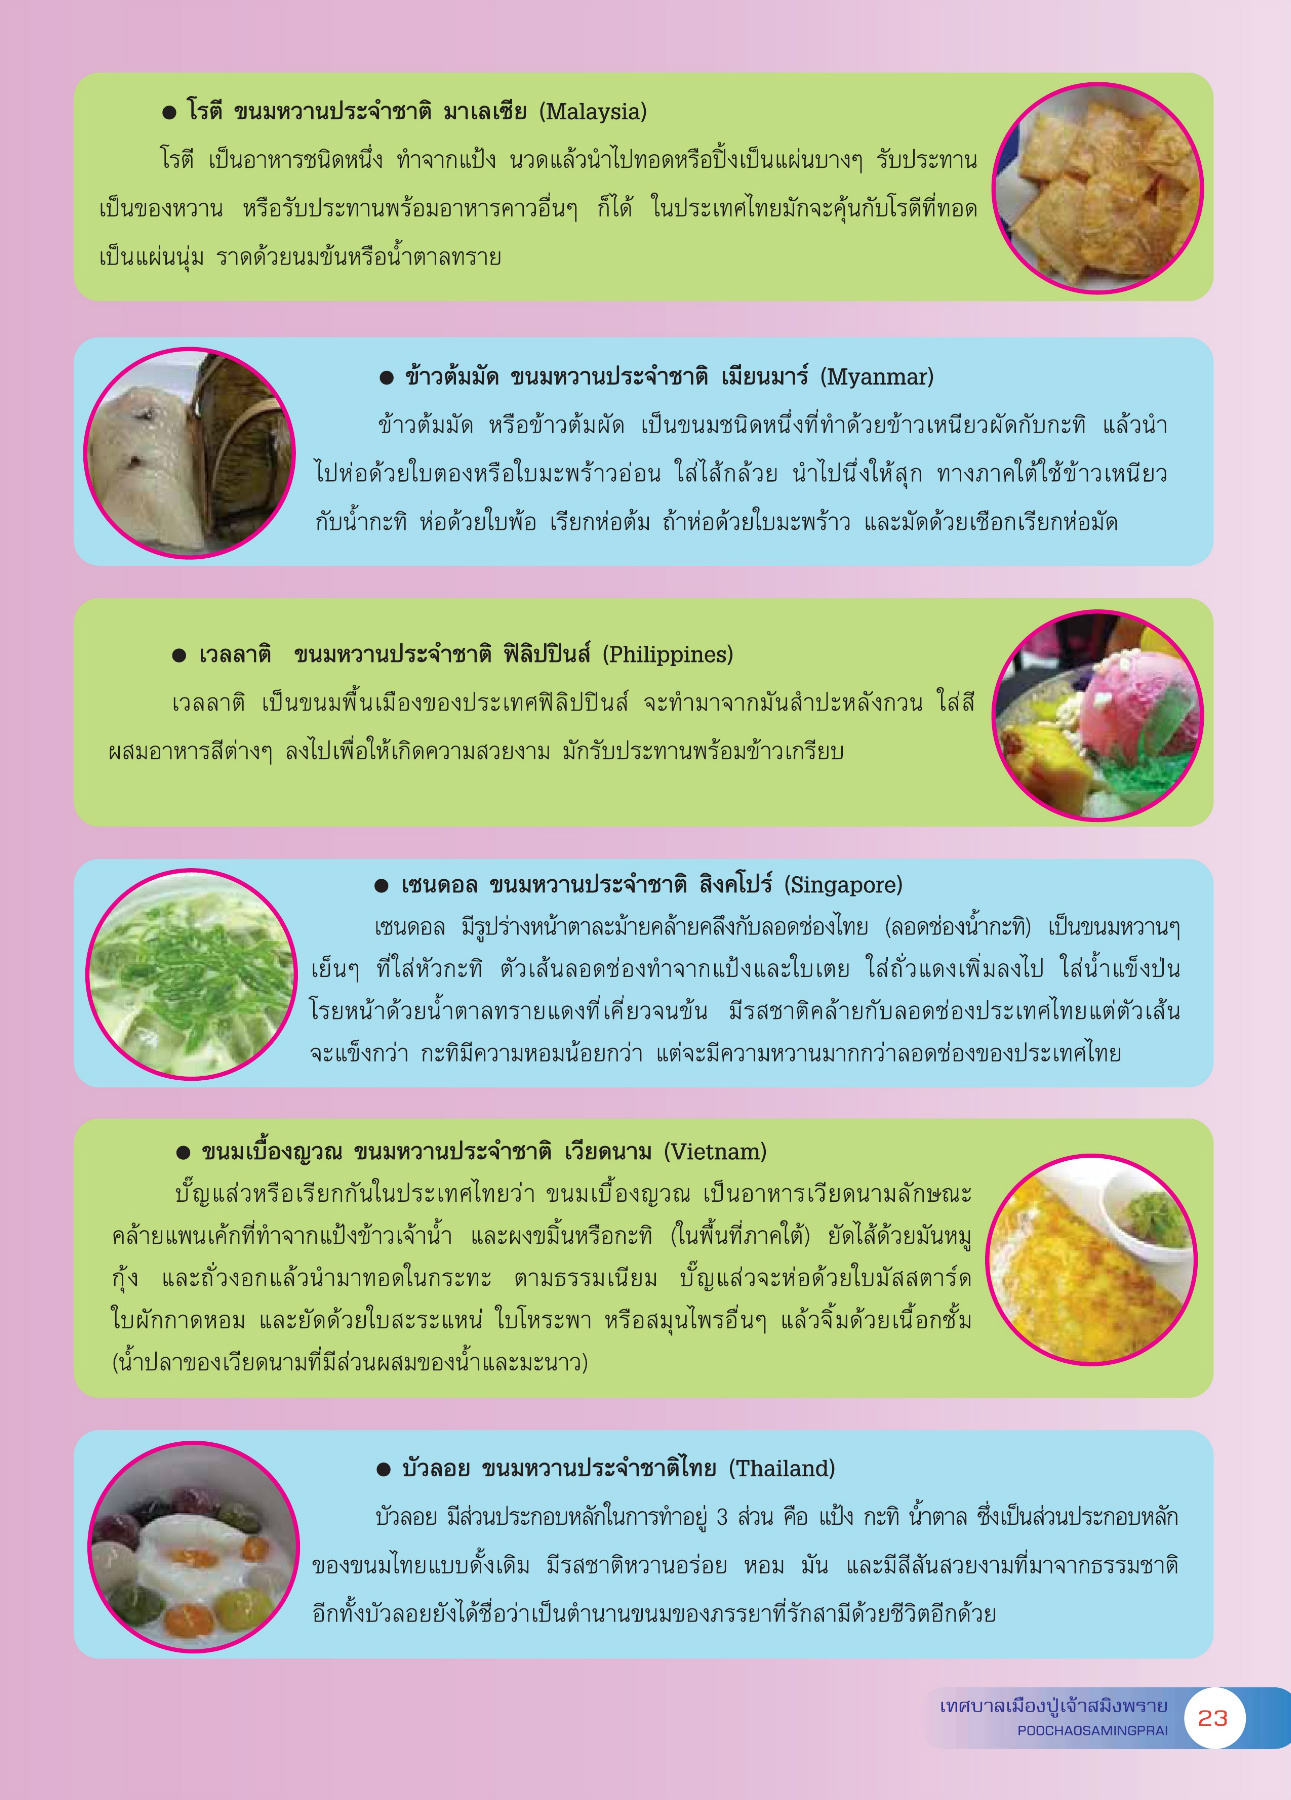 ● โรตี ขนมหวานประจำชาติ มาเลเซีย (Malaysia)
โรตี เป็นอาหารชนิดหนึ่ง ทำจากแป้ง นวดแล้วนำไปทอดหรือปิ้งเป็นแผ่นบางๆ รับประทาน
เป็นของหวาน หรือรับประทานพร้อมอาหารคาวอื่นๆ ก็ได้ ในประเทศไทยมักจะคุ้นกับโรตีที่ทอด
เป็นแผ่นนุ่ม ราดด้วยนมข้นหรือน้ำตาลทราย
● ข้าวต้มมัด ขนมหวานประจำชาติ เมียนมาร์ (Myanmar)
ข้าวต้มมัด หรือข้าวต้มผัด เป็นขนมชนิดหนึ่งที่ทำด้วยข้าวเหนียวผัดกับกะทิ แล้วนำ
ไปห่อด้วยใบตองหรือใบมะพร้าวอ่อน ใส่ไส้กล้วย นำไปนึ่งให้สุก ทางภาคใต้ใช้ข้าวเหนียว
กับน้ำกะทิ ห่อด้วยใบพ้อ เรียกห่อต้ม ถ้าห่อด้วยใบมะพร้าว และมัดด้วยเชือกเรียกห่อมัด
● เวลลาติ ขนมหวานประจำชาติ ฟิลิปปินส์ (Philippines)
เวลลาติ เป็นขนมพื้นเมืองของประเทศฟิลิปปินส์ จะทำมาจากมันสำปะหลังกวน ใส่สี
ผสมอาหารสีต่างๆ ลงไปเพื่อให้เกิดความสวยงาม มักรับประทานพร้อมข้าวเกรียบ
● เซนดอล ขนมหวานประจำชาติ สิงคโปร์ (Singapore)
เซนดอล มีรูปร่างหน้าตาละม้ายคล้ายคลึงกับลอดช่องไทย (ลอดช่องน้ำกะทิ) เป็นขนมหวานๆ
เย็นๆ ที่ใส่หัวกะทิ ตัวเส้นลอดช่องทำจากแป้งและใบเตย ใส่ถั่วแดงเพิ่มลงไป ใส่น้ำแข็งป่น
โรยหน้าด้วยน้ำตาลทรายแดงที่เคี่ยวจนข้น มีรสชาติคล้ายกับลอดช่องประเทศไทยแต่ตัวเส้น
จะแข็งกว่า กะทิมีความหอมน้อยกว่า แต่จะมีความหวานมากกว่าลอดช่องของประเทศไทย
● ขนมเบื้องญวณ ขนมหวานประจำชาติ เวียดนาม (Vietnam)
บั๊ญแส่วหรือเรียกกันในประเทศไทยว่า ขนมเบื้องญวณ เป็นอาหารเวียดนามลักษณะ
คล้ายแพนเค้กที่ทำจากแป้งข้าวเจ้าน้ำ และผงขมิ้นหรือกะทิ (ในพื้นที่ภาคใต้) ยัดไส้ด้วยมันหมู
กุ้ง และถั่วงอกแล้วนำมาทอดในกระทะ ตามธรรมเนียม บั๊ญแส่วจะห่อด้วยใบมัสสตาร์ด
ใบผักกาดหอม และยัดด้วยใบสะระแหน่ ใบโหระพา หรือสมุนไพรอื่นๆ แล้วจิ้มด้วยเนื้อกซั้ม
(น้ำปลาของเวียดนามที่มีส่วนผสมของน้ำและมะนาว)
● บัวลอย ขนมหวานประจำชาติไทย (Thailand)
บัวลอย มีส่วนประกอบหลักในการทำอยู่ 3 ส่วน คือ แป้ง กะทิ น้ำตาล ซึ่งเป็นส่วนประกอบหลัก
ของขนมไทยแบบดั้งเดิม มีรสชาติหวานอร่อย หอม มัน และมีสีสันสวยงามที่มาจากธรรมชาติ
อีกทั้งบัวลอยยังได้ชื่อว่าเป็นตำนานขนมของภรรยาที่รักสามีด้วยชีวิตอีกด้วย
เทศบาลเมืองปู่เจ้าสมิงพราย
POOCHAOSAMINGPRAI
23